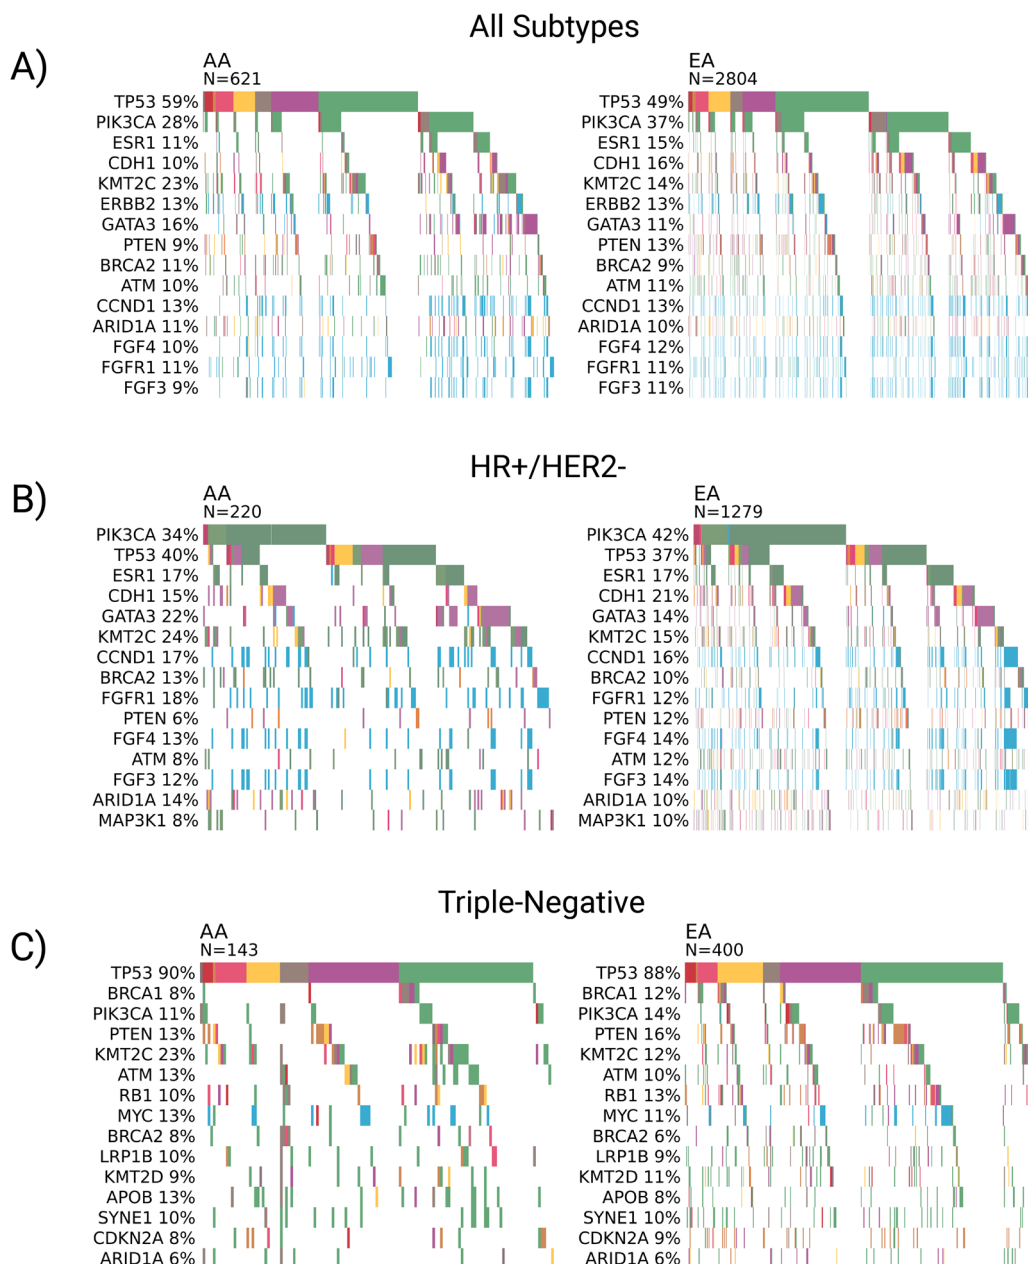 All Subtypes
A)
AA
N=621
TP53 59%
PIK3CA 28%
ESR1 11%
CDH1 10%
KMT2C 23%
ERBB2 13%
GATA3 16%
PTEN 9%
BRCA2 11%
ATM 10%
CCND1 13%
ARID1A 11%
FGF4 10%
FGFR1 11%
FGF3 9%
EA
N=2804
TP53 49%
PIK3CA 37%
ESR1 15%
CDH1 16%
KMT2C 14%
ERBB2 13%
GATA3 11%
PTEN 13%
BRCA2 9%
ATM 11%
CCND1 13%
ARID1A 10%
FGF4 12%
FGFR1 11%
FGF3 11%
HR+/HER2-
B)
AA
N=220
PIK3CA 34%
TP53 40%
ESR1 17%
CDH1 15%
GATA3 22%
KMT2C 24%
CCND1 17%
BRCA2 13%
FGFR1 18%
PTEN 6%
FGF4 13%
ATM 8%
FGF3 12%
ARID1A 14%
MAP3K1 8%
EA
N=1279
PIK3CA 42%
TP53 37%
ESR1 17%
CDH1 21%
GATA3 14%
KMT2C 15%
CCND1 16%
BRCA2 10%
FGFR1 12%
PTEN 12%
FGF4 14%
ATM 12%
FGF3 14%
ARID1A 10%
MAP3K1 10%
Triple-Negative
C)
AA
N=143
TP53 90%
BRCA1 8%
PIK3CA 11%
PTEN 13%
KMT2C 23%
ATM 13%
RB1 10%
MYC 13%
BRCA2 8%
LRP1B 10%
KMT2D 9%
APOB 13%
SYNE1 10%
CDKN2A 8%
ARID1A 6%
EA
N=400
TP53 88%
BRCA1 12%
PIK3CA 14%
PTEN 16%
KMT2C 12%
ATM 10%
RB1 13%
MYC 11%
BRCA2 6%
LRP1B 9%
KMT2D 11%
APOB 8%
SYNE1 10%
CDKN2A 9%
ARID1A 6%